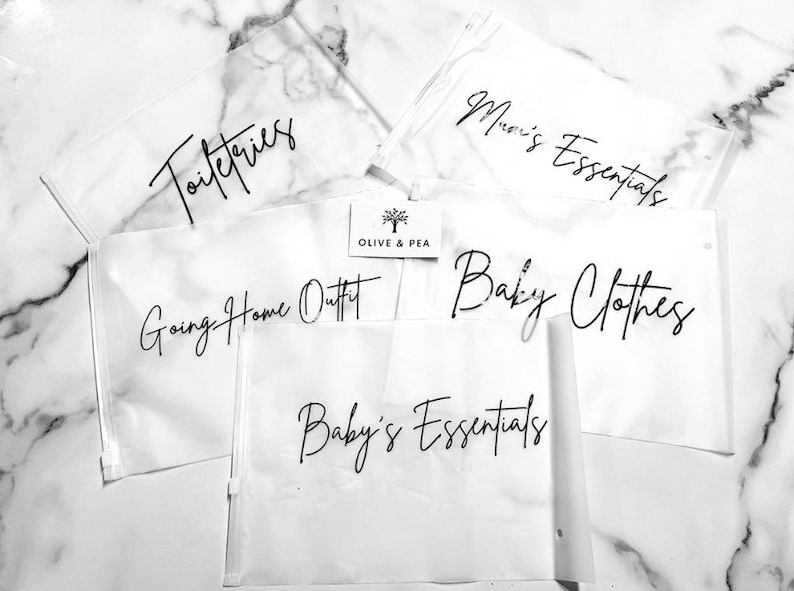 Toiletries
Mum's Essentials
OLIVE & PEA
Going Home Outfit
Baby Clothes
Baby's Essentials